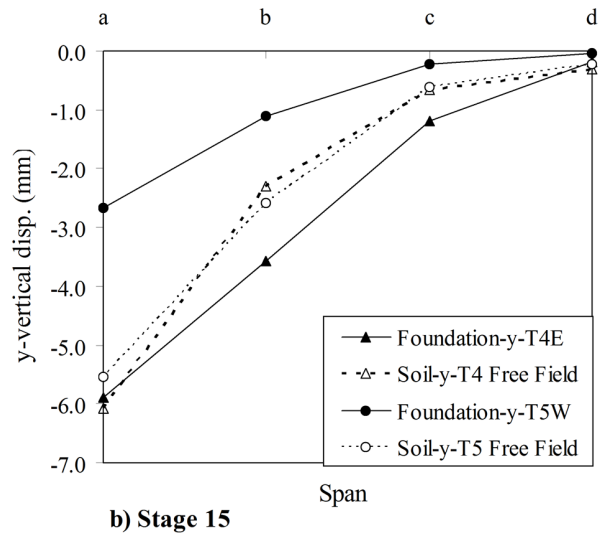 a b c d
0.0
-1.0
-2.0
-3.0
-4.0
-5.0
-6.0
-7.0
y-vertical disp. (mm)
Foundation-y-T4E
Soil-y-T4 Free Field
Foundation-y-T5W
Soil-y-T5 Free Field
Span
b) Stage 15